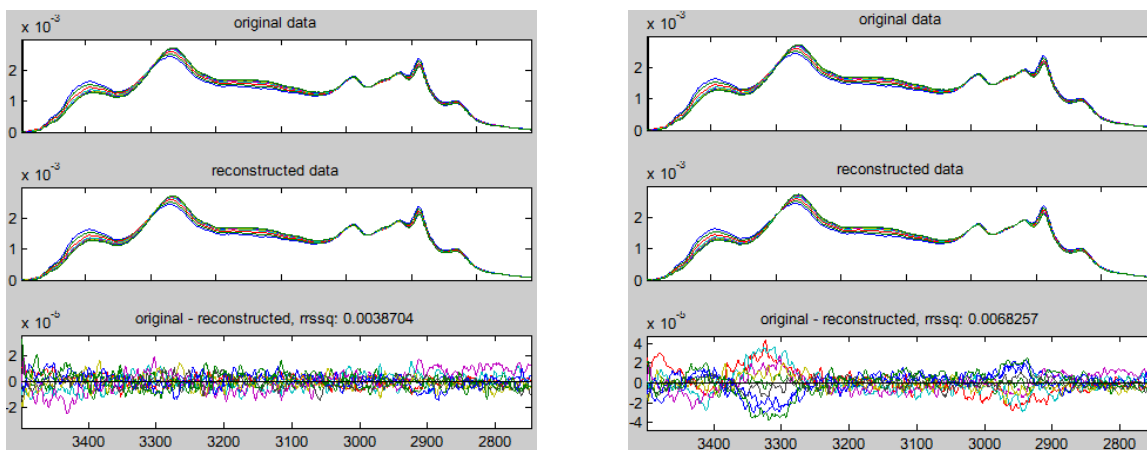 original data
x 10-3
2
1
0
reconstructed data
x 10-3
2
1
0
original - reconstructed, rrssq: 0.0038704
x 10-5
2
0
-2
3400 3300 3200 3100 3000 2900 2800
original data
x 10-3
2
1
0
reconstructed data
x 10-3
2
1
0
original - reconstructed, rrssq: 0.0068257
x 10-5
4
2
0
-2
-4
3400 3300 3200 3100 3000 2900 2800